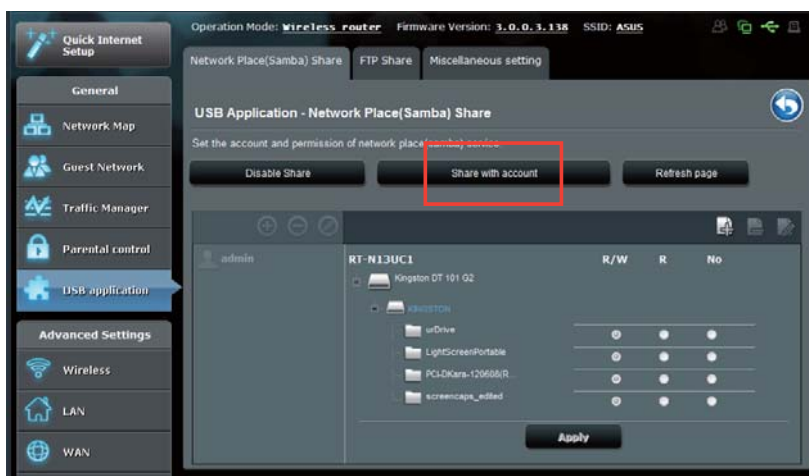 Operation Mode: Wireless router Firmware Version: 3.0.0.3.138 SSID: ASUS
Quick Internet
Setup
General
Network Map
Guest Network
Traffic Manager
Parental control
USB application
Advanced Settings
Wireless
LAN
WAN
Network Place(Samba) Share FTP Share Miscellaneous setting
USB Application - Network Place(Samba) Share
Set the account and permission of network place(samba) service.
Disable Share Share with account Refresh page
admin
RT-N13UC1 R/W R No
Kingston DT 101 G2
KINGSTON
urDrive
LightScreenPortable
PCI-DKara-120608(R...
screencaps_edited
Apply